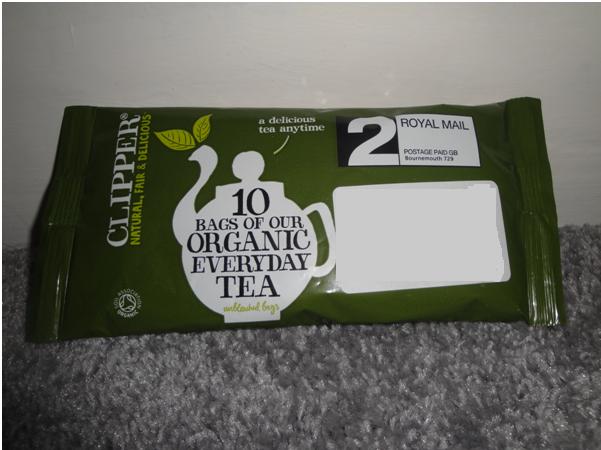 CLIPPER®
NATURAL, FAIR & DELICIOUS
a delicious
tea anytime
2
ROYAL MAIL
POSTAGE PAID GB
Bournemouth 729
10
BAGS OF OUR
ORGANIC
EVERYDAY
TEA
unbleached bags
ORGANIC